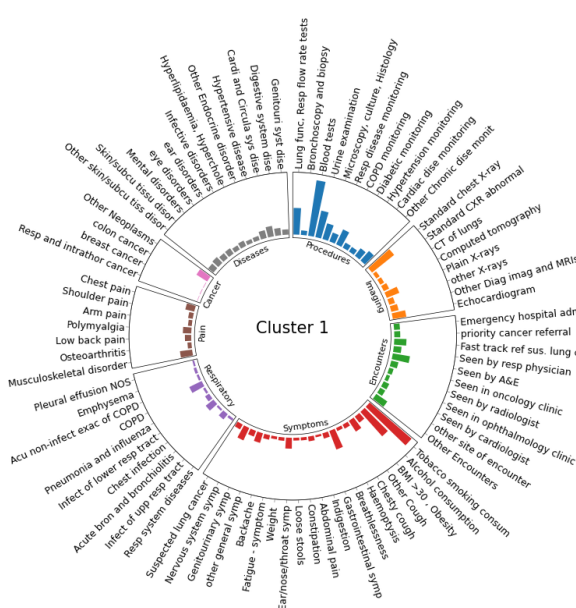 Lung func, Resp flow rate tests
Bronchoscopy and biopsy
Blood tests
Urine examination
Microscopy, culture, Histology
Resp disease monitoring
COPD monitoring
Diabetic monitoring
Hypertension monitoring
Cardiac disease monitoring
Other Chronic dise monit
Procedures
Standard chest X-ray
Standard CXR abnormal
CT of lungs
Computed tomography
Plain X-rays
other X-rays
Other Diag imag and MRIs
Echocardiogram
Imaging
Emergency hospital adm
priority cancer referral
Fast track ref sus. lung c
Seen by resp physician
Seen by A&E
Seen in oncology clinic
Seen by radiologist
Seen in ophthalmology clinic
Seen by cardiologist
other site of encounter
Other Encounters
Encounters
Tobacco smoking consum
Alcohol consumption
BMI > 30 , Obesity
Other Cough
Chesty cough
Haemoptysis
Breathlessness
Gastrointestinal symp
Indigestion
Abdominal pain
Constipation
Loose stools
Ear/nose/throat symp
Weight
Fatigue - symptom
Backache
other general symp
Genitourinary symp
Nervous system symp
Suspected lung cancer
Symptoms
Resp system diseases
Infect of upp resp tract
Acute bron and bronchiolitis
Chest infection
Infect of lower resp tract
Pneumonia and influenza
COPD
Acu non-infect exac of COPD
Emphysema
Pleural effusion NOS
Respiratory
Musculoskeletal disorder
Osteoarthritis
Low back pain
Polymyalgia
Arm pain
Shoulder pain
Chest pain
Pain
Resp and intrathor cancer
breast cancer
colon cancer
Other Neoplasms
Cancer
Other skin/subcu tiss disor
Skin/subcu tissu disor
Mental disorders
eye disorders
ear disorders
Infective disorders
Hyperlipidaemia, Hyperchole
Other Endocrine disorder
Hypertensive disease
Cardi and Circula sys dise
Digestive system dise
Genitouri syst dise
Diseases
Cluster 1